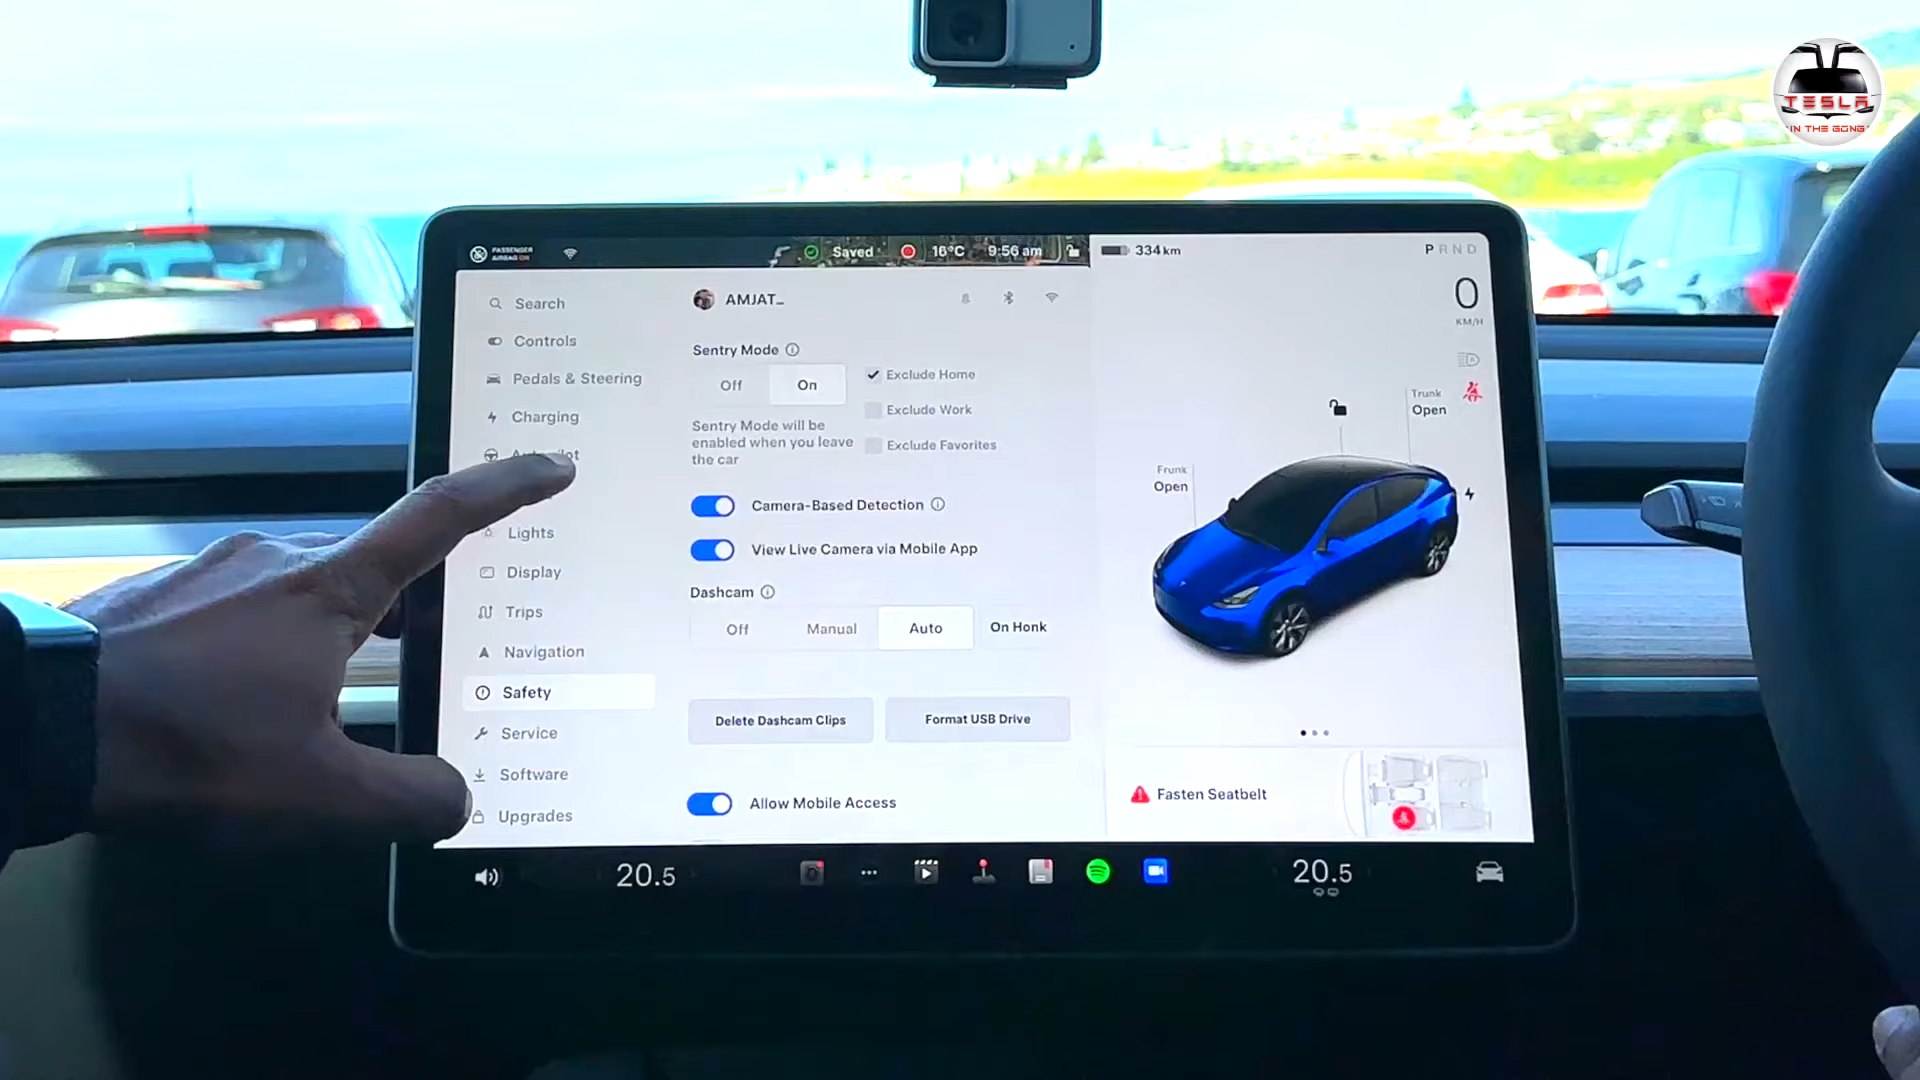 TESLA
IN THE GONG
PASSENGER
AIRBAG ON
Saved
16°C
9:56 am
334 km
P R N D
Search
Controls
Pedals & Steering
Charging
Lights
Display
Trips
Navigation
Safety
Service
Software
Upgrades
AMJAT_
Sentry Mode
Off
On
Exclude Home
Exclude Work
Exclude Favorites
Sentry Mode will be
enabled when you leave
the car
Camera-Based Detection
View Live Camera via Mobile App
Dashcam
Off
Manual
Auto
On Honk
Delete Dashcam Clips
Format USB Drive
Allow Mobile Access
0
KM/H
Trunk
Open
Frunk
Open
Fasten Seatbelt
20.5
20.5